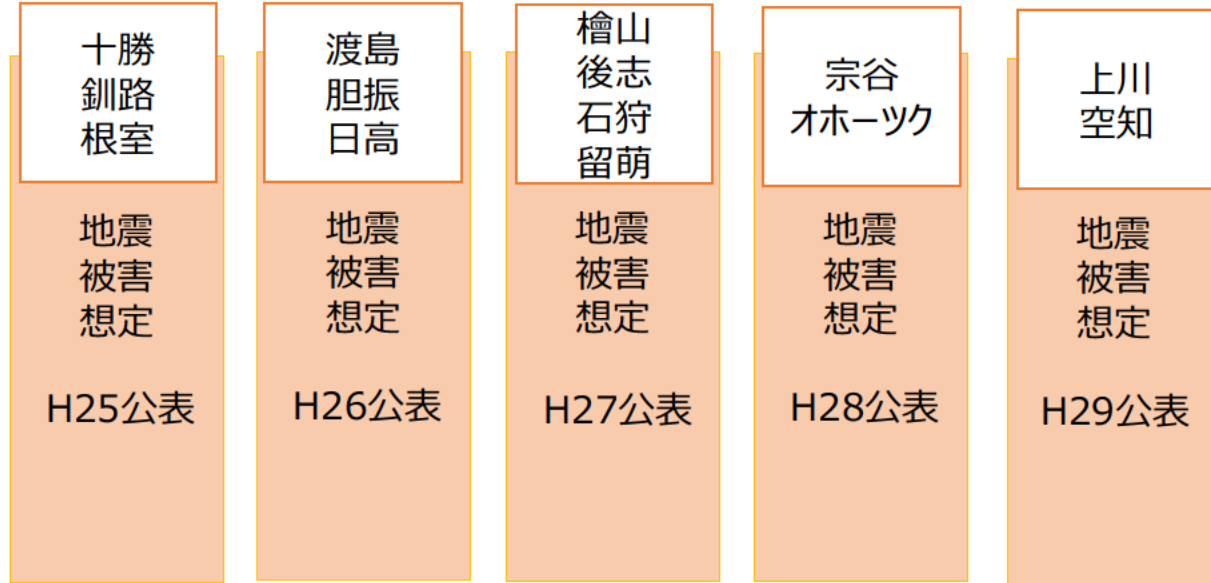 十勝
釧路
根室
地震
被害
想定
H25公表
渡島
胆振
日高
地震
被害
想定
H26公表
檜山
後志
石狩
留萌
地震
被害
想定
H27公表
宗谷
オホーツク
地震
被害
想定
H28公表
上川
空知
地震
被害
想定
H29公表